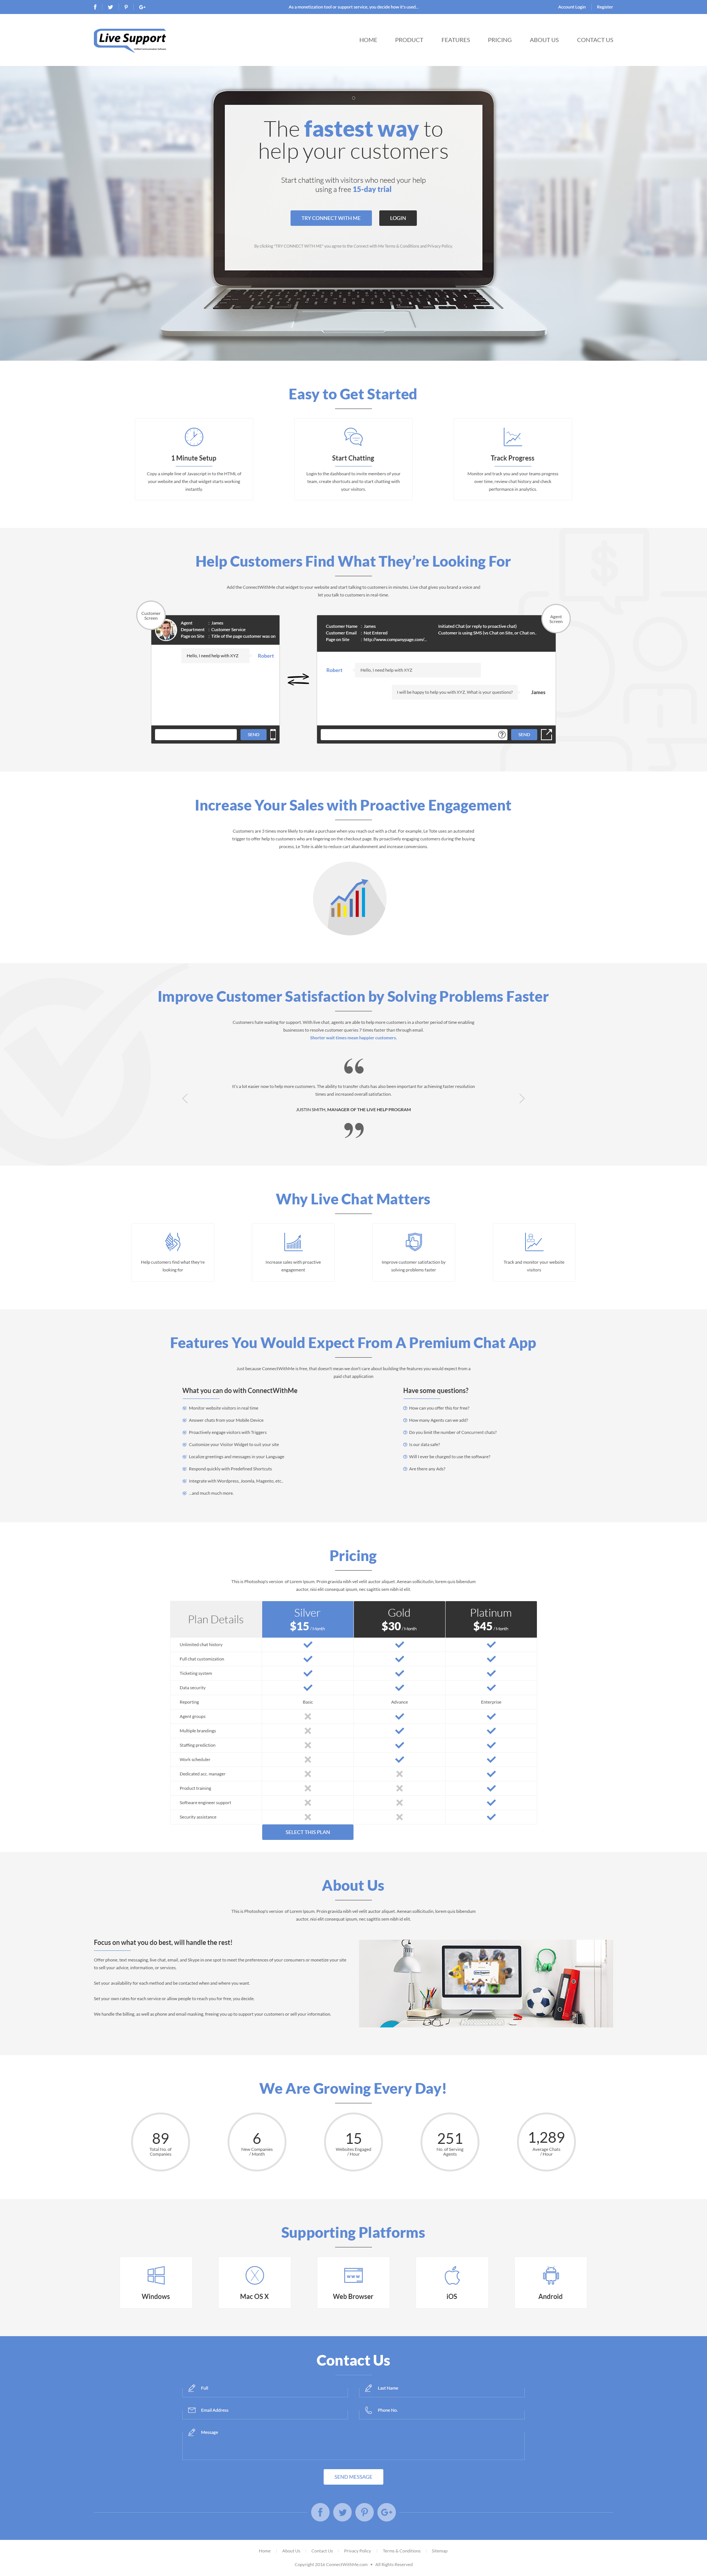 As a monetization tool or support service, you decide how it's used..
Account Login
Register
Live Support
HOME
PRODUCT
FEATURES
PRICING
ABOUT US
CONTACT US
The fastest way to
help your customers
Start chatting with visitors who need your help
using a free 15-day trial
TRY CONNECT WITH ME
LOGIN
By clicking "TRY CONNECT WITH ME" you agree to the Connect with Me Terms & Conditions and Privacy Policy
Easy to Get Started
1 Minute Setup
Copy a simple line of Javascript in to the HTML of
your website and the chat widget starts working
instantly.
Start Chatting
Login to the dashboard to invite members of your
team, create shortcuts and to start chatting with
your visitors.
Track Progress
Monitor and track you and your teams progress
over time, review chat history and check
performance in analytics.
Help Customers Find What They're Looking For
Add the ConnectWithMe chat widget to your website and start talking to customers in minutes. Live chat gives you brand a voice and
let you talk to customers in real-time.
Customer
Screen
Agent : James
Department : Customer Service
Page on Site : Title of the page customer was on
Hello, I need help with XYZ
Robert
SEND
Agent
Screen
Customer Name : James
Customer Email : Not Entered
Page on Site : http://www.companypage.com/..
Initiated Chat (or reply to proactive chat)
Customer is using SMS (vs Chat on Site, or Chat on..
Robert
Hello, I need help with XYZ
I will be happy to help you with XYZ. What is your questions?
James
SEND
Increase Your Sales with Proactive Engagement
Customers are 3 times more likely to make a purchase when you reach out with a chat. For example, Le Tote uses an automated
trigger to offer help to customers who are lingering on the checkout page. By proactively engaging customers during the buying
process, Le Tote is able to reduce cart abandonment and increase conversions.
Improve Customer Satisfaction by Solving Problems Faster
Customers hate waiting for support. With live chat, agents are able to help more customers in a shorter period of time enabling
businesses to resolve customer queries 7 times faster than through email.
Shorter wait times mean happier customers.
It's a lot easier now to help more customers. The ability to transfer chats has also been important for achieving faster resolution
times and increased overall satisfaction.
JUSTIN SMITH, MANAGER OF THE LIVE HELP PROGRAM
Why Live Chat Matters
Help customers find what they're
looking for
Increase sales with proactive
engagement
Improve customer satisfaction by
solving problems faster
Track and monitor your website
visitors
Features You Would Expect From A Premium Chat App
Just because ConnectWithMe is free, that doesn't mean we don't care about building the features you would expect from a
paid chat application
What you can do with ConnectWithMe
Monitor website visitors in real time
Answer chats from your Mobile Device
Proactively engage visitors with Triggers
Customize your Visitor Widget to suit your site
Localise greetings and messages in your Language
Respond quickly with Predefined Shortcuts
Integrate with Wordpress, Joomla, Magento, etc..
...and much much more.
Have some questions?
How can you offer this for free?
How many Agents can we add?
Do you limit the number of Concurrent chats?
Is our data safe?
Will I ever be charged to use the software?
Are there any Ads?
Pricing
This is Photoshop's version of Lorem Ipsum. Proin gravida nibh vel velit auctor aliquet. Aenean sollicitudin, lorem quis bibendum
auctor, nisi elit consequat ipsum, nec sagittis sem nibh id elit.
Plan Details
Silver
$15 / Month
Gold
$30 / Month
Platinum
$45 / Month
Unlimited chat history
Full chat customization
Ticketing system
Data security
Reporting Basic Advance Enterprise
Agent groups
Multiple brandings
Staffing prediction
Work scheduler
Dedicated acc. manager
Product training
Software engineer support
Security assistance
SELECT THIS PLAN
About Us
This is Photoshop's version of Lorem Ipsum. Proin gravida nibh vel velit auctor aliquet. Aenean sollicitudin, lorem quis bibendum
auctor, nisi elit consequat ipsum, nec sagittis sem nibh id elit.
Focus on what you do best, will handle the rest!
Offer phone, text messaging, live chat, email, and Skype in one spot to meet the preferences of your consumers or monetize your site
to sell your advice, information, or services.
Set your availability for each method and be contacted when and where you want.
Set your own rates for each service or allow people to reach you for free, you decide.
We handle the billing, as well as phone and email masking, freeing you up to support your customers or sell your information.
We Are Growing Every Day!
89
Total No. of
Companies
6
New Companies
/ Month
15
Websites Engaged
/ Hour
251
No. of Serving
Agents
1,289
Average Chats
/ Hour
Supporting Platforms
Windows
Mac OS X
Web Browser
iOS
Android
Contact Us
Full
Last Name
Email Address
Phone No.
Message
SEND MESSAGE
Home
About Us
Contact Us
Privacy Policy
Terms & Conditions
Sitemap
Copyright 2016 ConnectWithMe.com • All Rights Reserved